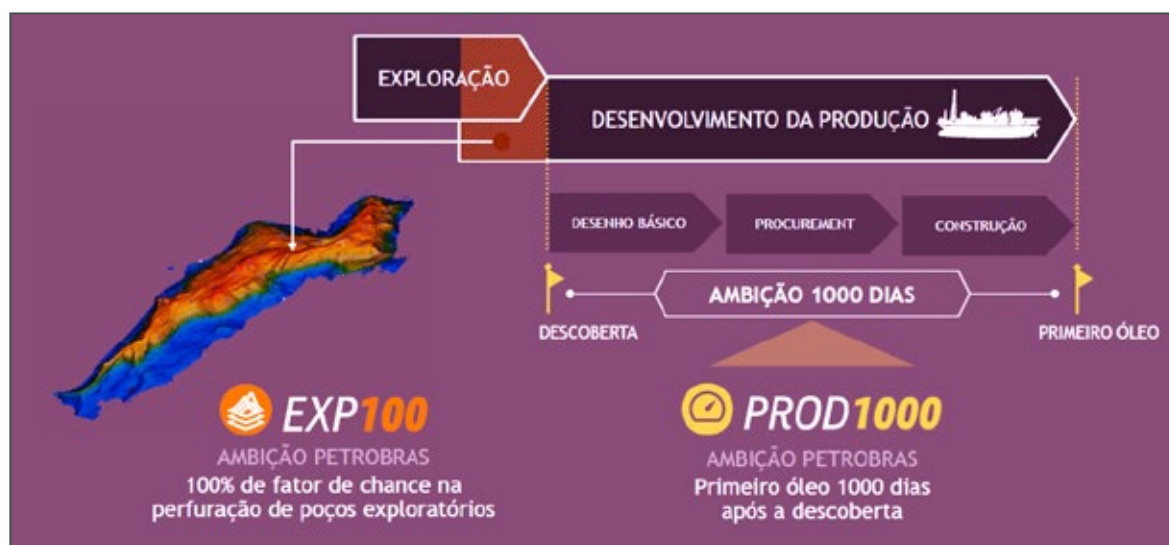 EXPLORAÇÃO
DESENVOLVIMENTO DA PRODUÇÃO
DESENHO BÁSICO
PROCUREMENT
CONSTRUÇÃO
AMBIÇÃO 1000 DIAS
DESCOBERTA
PRIMEIRO ÓLEO
EXP100
AMBIÇÃO PETROBRAS
100% de fator de chance na
perfuração de poços exploratórios
PROD1000
AMBIÇÃO PETROBRAS
Primeiro óleo 1000 dias
após a descoberta